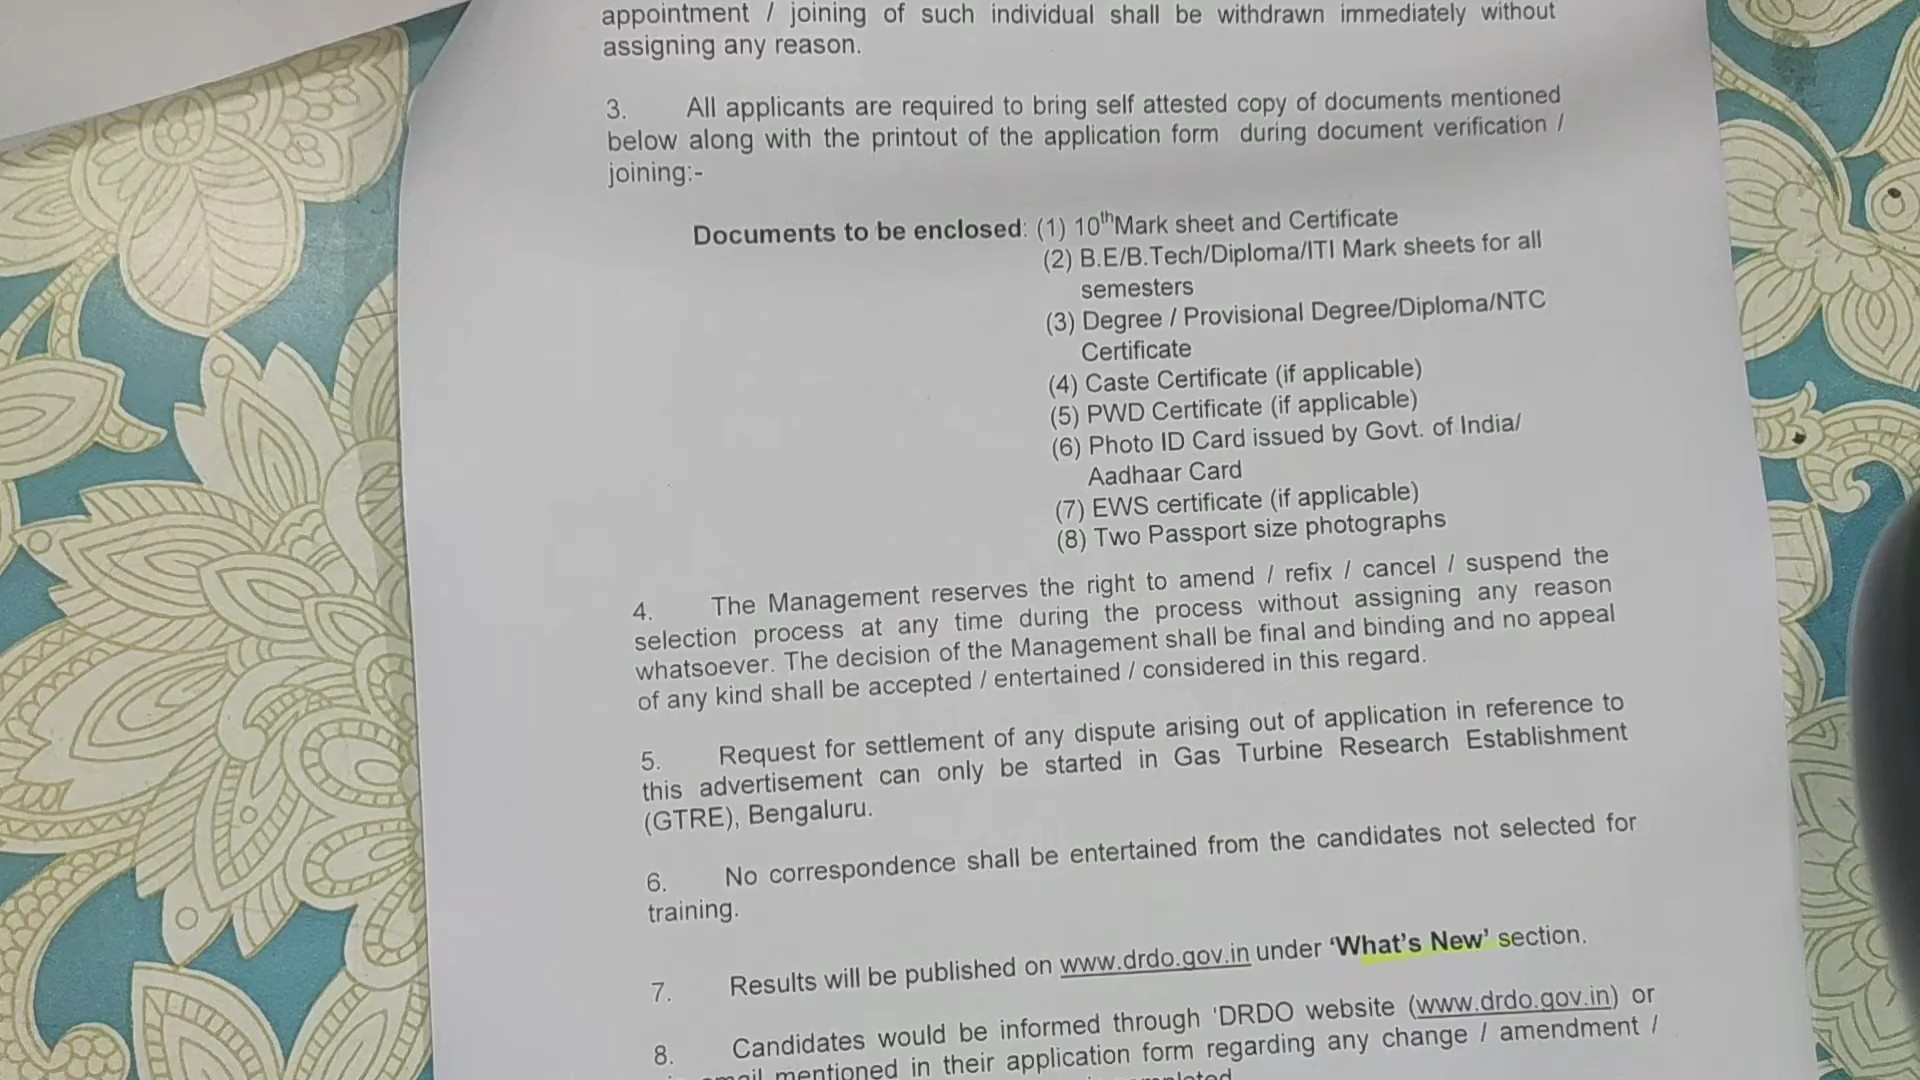 appointment / joining of such individual shall be withdrawn immediately without
assigning any reason.
3. All applicants are required to bring self attested copy of documents mentioned
below along with the printout of the application form during document verification /
joining:-
Documents to be enclosed: (1) 10thMark sheet and Certificate
(2) B.E/B.Tech/Diploma/ITI Mark sheets for all
semesters
(3) Degree / Provisional Degree/Diploma/NTC
Certificate
(4) Caste Certificate (if applicable)
(5) PWD Certificate (if applicable)
(6) Photo ID Card issued by Govt. of India/
Aadhaar Card
(7) EWS certificate (if applicable)
(8) Two Passport size photographs
4. The Management reserves the right to amend / refix / cancel / suspend the
selection process at any time during the process without assigning any reason
whatsoever. The decision of the Management shall be final and binding and no appeal
of any kind shall be accepted / entertained / considered in this regard.
5. Request for settlement of any dispute arising out of application in reference to
this advertisement can only be started in Gas Turbine Research Establishment
(GTRE), Bengaluru.
6. No correspondence shall be entertained from the candidates not selected for
training.
7. Results will be published on www.drdo.gov.in under ‘What's New’ section.
8. Candidates would be informed through ‘DRDO website (www.drdo.gov.in) or
mentioned in their application form regarding any change / amendment /